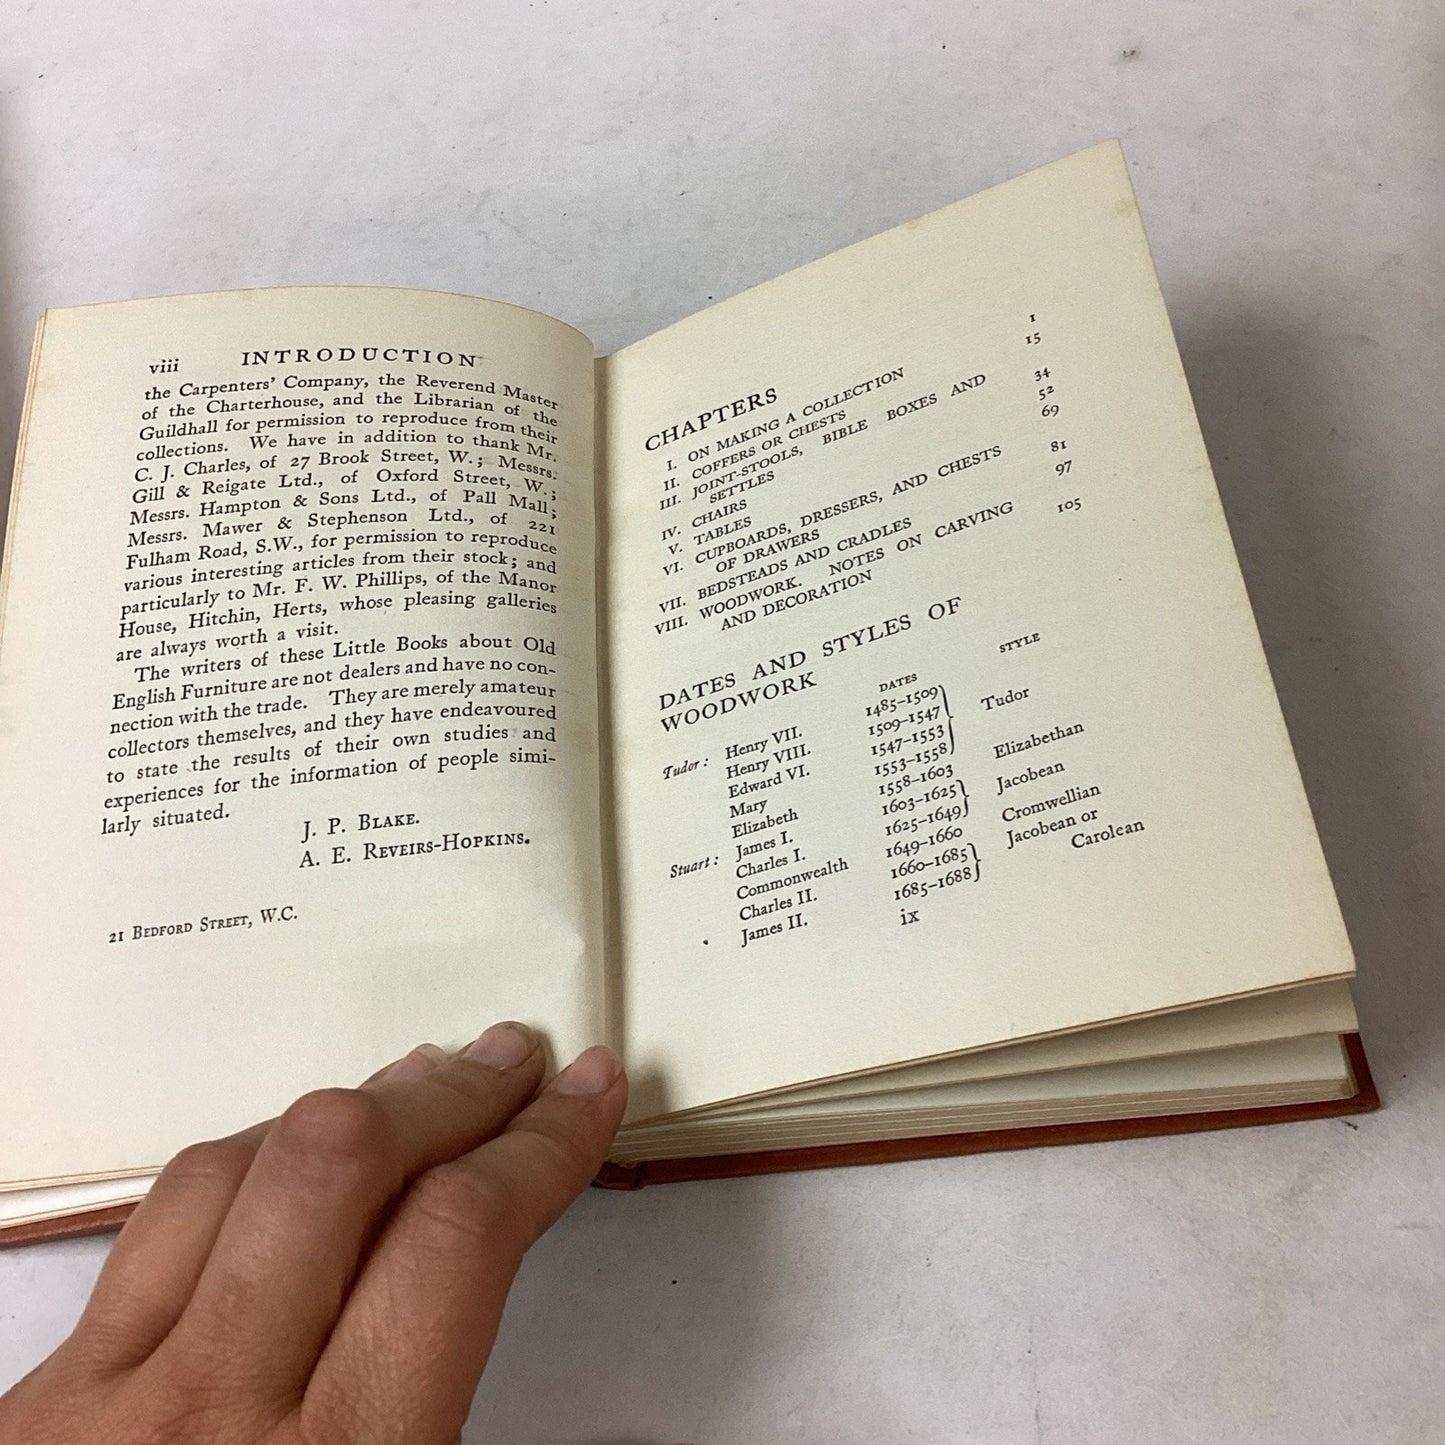 viii INTRODUCTION
the Carpenters' Company, the Reverend Master
of the Charterhouse, and the Librarian of the
Guildhall for permission to reproduce from their
collections. We have in addition to thank Mr.
C. J. Charles, of 27 Brook Street, W.; Messrs.
Gill & Reigate Ltd., of Oxford Street, W.;
Messrs. Hampton & Sons Ltd., of Pall Mall;
Messrs. Mawer & Stephenson Ltd., of 221
Fulham Road, S.W., for permission to reproduce
various interesting articles from their stock; and
particularly to Mr. F. W. Phillips, of the Manor
House, Hitchin, Herts, whose pleasing galleries
are always worth a visit.
The writers of these Little Books about Old
English Furniture are not dealers and have no con-
nection with the trade. They are merely amateur
collectors themselves, and they have endeavoured
to state the results of their own studies and
experiences for the information of people simi-
larly situated.
J. P. BLAKE.
A. E. REVEIRS-HOPKINS.
21 BEDFORD STREET, W.C.
CHAPTERS
I. ON MAKING A COLLECTION 1
II. COFFERS OR CHESTS 15
III. JOINT-STOOLS, BIBLE BOXES AND
SETTLES 34
IV. CHAIRS 52
V. TABLES 69
VI. CUPBOARDS, DRESSERS, AND CHESTS
OF DRAWERS 81
VII. BEDSTEADS AND CRADLES 97
VIII. WOODWORK. NOTES ON CARVING
AND DECORATION 105
DATES AND STYLES OF
WOODWORK
DATES STYLE
Tudor: Henry VII. 1485–1509
Henry VIII. 1509–1547 Tudor
Edward VI. 1547–1553
Mary 1553–1558
Elizabeth 1558–1603 Elizabethan
Stuart: James I. 1603–1625 Jacobean
Charles I. 1625–1649
Commonwealth 1649–1660 Cromwellian
Charles II. 1660–1685 Jacobean or
James II. 1685–1688 Carolean
ix